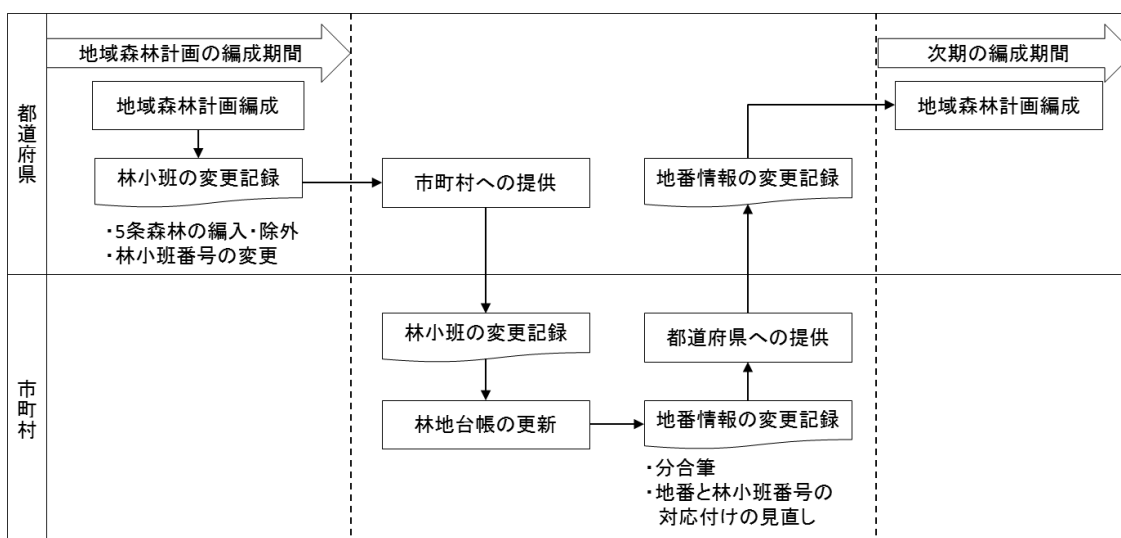 都道府県
地域森林計画の編成期間
地域森林計画編成
林小班の変更記録
・5条森林の編入・除外
・林小班番号の変更
市町村への提供
地番情報の変更記録
次期の編成期間
地域森林計画編成
市町村
林小班の変更記録
林地台帳の更新
都道府県への提供
地番情報の変更記録
・分合筆
・地番と林小班番号の
対応付けの見直し